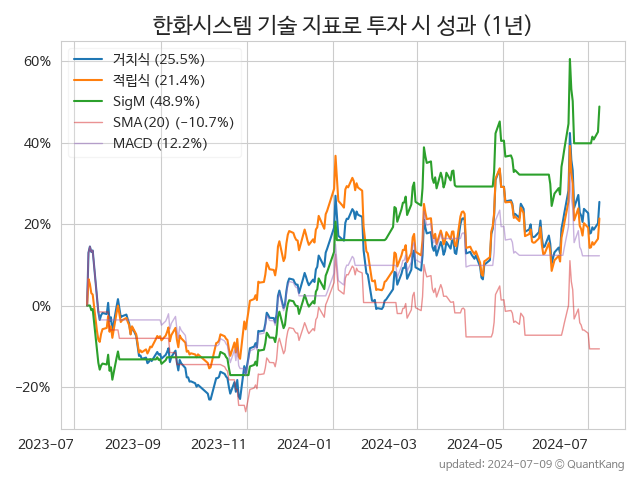 한화시스템 기술 지표로 투자 시 성과 (1년)
거치식 (25.5%)
적립식 (21.4%)
SigM (48.9%)
SMA(20) (−10.7%)
MACD (12.2%)
60%
40%
20%
0%
−20%
2023-07 2023-09 2023-11 2024-01 2024-03 2024-05 2024-07
updated: 2024-07-09 © QuantKang